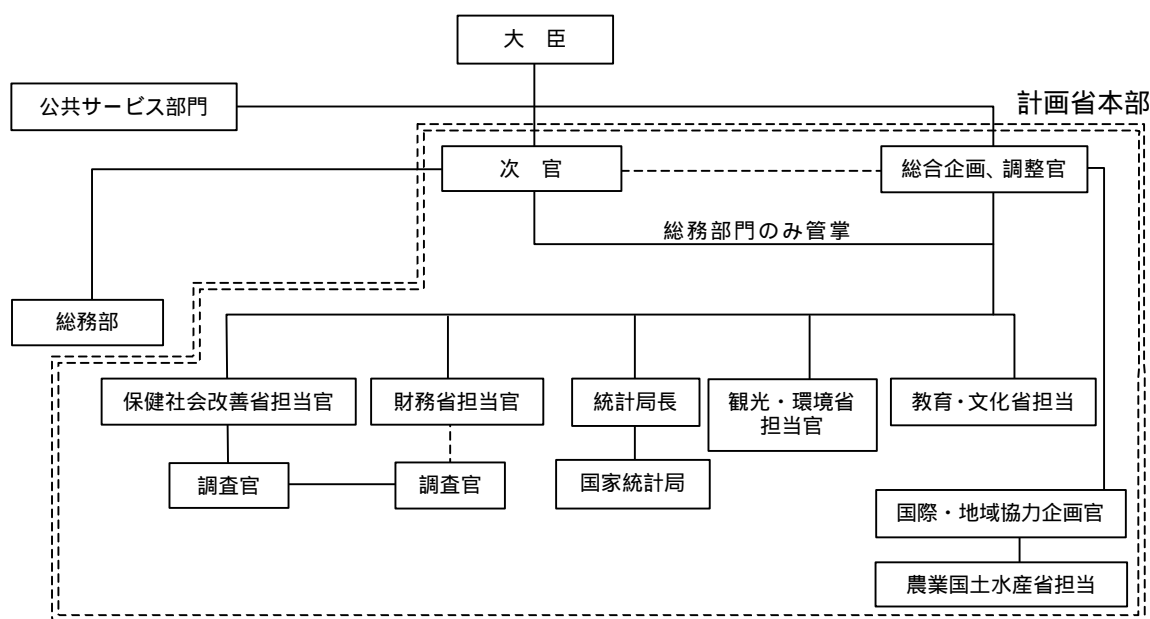 大　臣
公共サービス部門
計画省本部
次　官
総合企画、調整官
総務部門のみ管掌
総務部
保健社会改善省担当官
財務省担当官
統計局長
観光・環境省
担当官
教育・文化省担当
調査官
調査官
国家統計局
国際・地域協力企画官
農業国土水産省担当